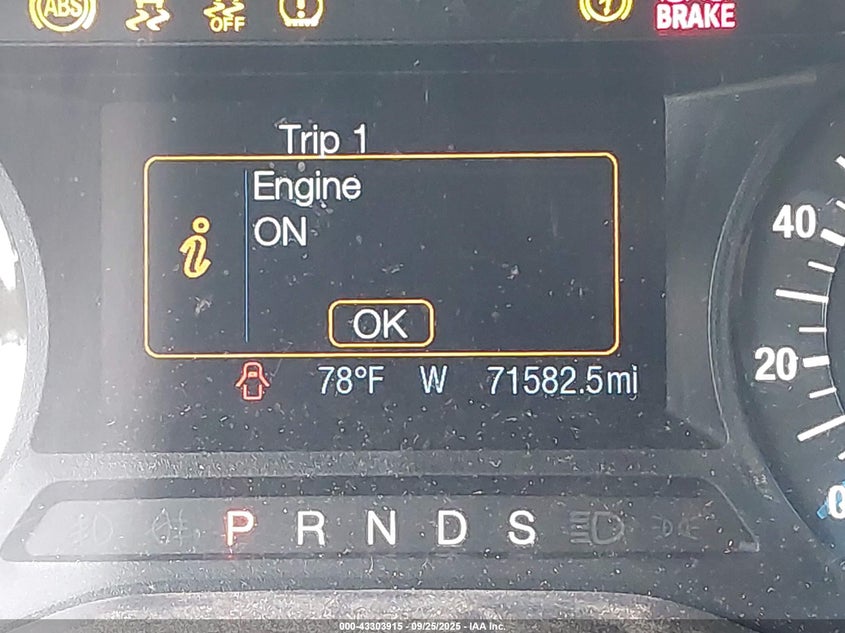 ABS
OFF
BRAKE
Trip 1
Engine
ON
OK
78°F W 71582.5mi
40
20
0
P R N D S
000-43303915 - 09/25/2025 - IAA Inc.